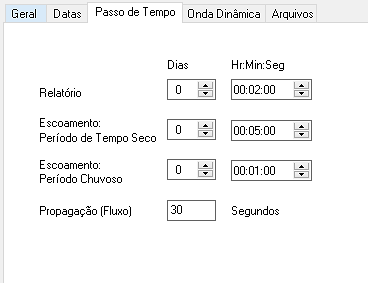 Geral Datas Passo de Tempo Onda Dinâmica Arquivos
Dias Hr:Min:Seg
Relatório 0 00:02:00
Escoamento:
Período de Tempo Seco 0 00:05:00
Escoamento:
Período Chuvoso 0 00:01:00
Propagação (Fluxo) 30 Segundos